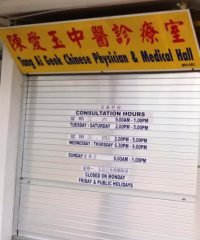 陳愛玉中醫診療室
Tang Ai Geok Chinese Physician & Medical Hall
CONSULTATION HOURS
9.00AM - 1.00PM
TUESDAY - SATURDAY 2.00PM - 5.00PM
2.00PM - 5.00PM
WEDNESDAY THURSDAY 6.30PM - 9.00PM
SUNDAY 9.00AM - 1.00PM
CLOSED ON MONDAY
FRIDAY & PUBLIC HOLIDAYS